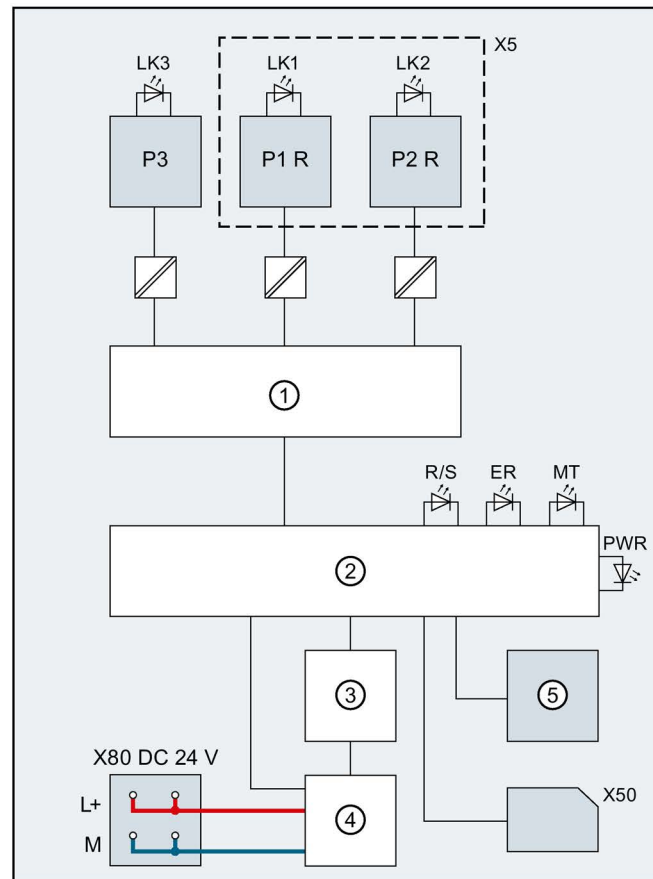 X5
LK3 LK1 LK2
P3 P1 R P2 R
1
R/S ER MT
PWR
2
3 5
X80 DC 24 V
X50
L+
4
M